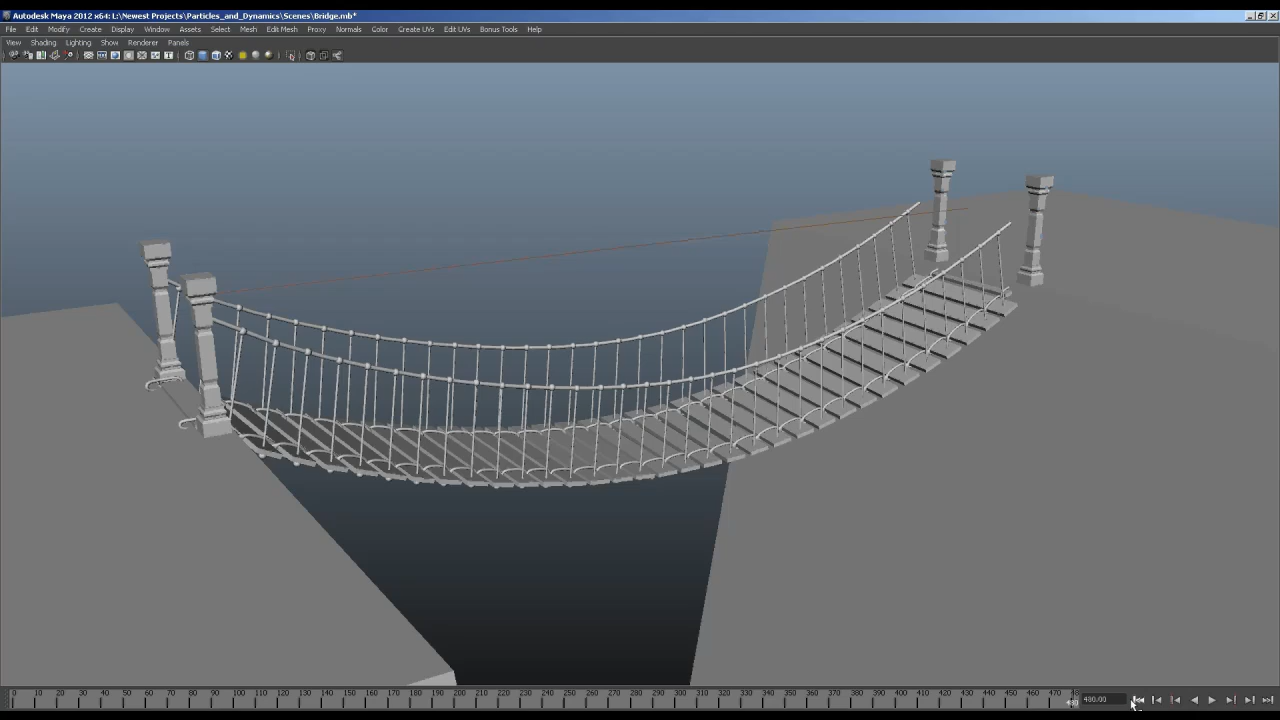 Autodesk Maya 2012 x64: L:\Newest Projects\Particles_and_Dynamics\Scenes\Bridge.mb*
File Edit Modify Create Display Window Assets Select Mesh Edit Mesh Proxy Normals Color Create UVs Edit UVs Bonus Tools Help
View Shading Lighting Show Renderer Panels
0 10 20 30 40 50 60 70 80 90 100 110 120 130 140 150 160 170 180 190 200 210 220 230 240 250 260 270 280 290 300 310 320 330 340 350 360 370 380 390 400 410 420 430 440 450 460 470 48
480 480.00